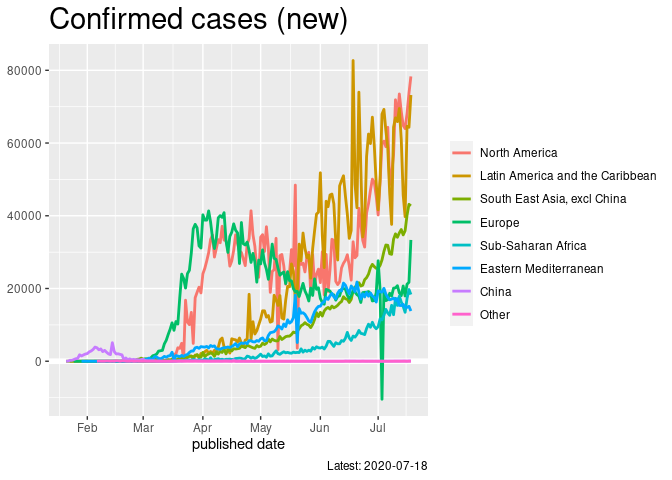 Confirmed cases (new)
80000
60000
40000
20000
0
Feb Mar Apr May Jun Jul
published date
North America
Latin America and the Caribbean
South East Asia, excl China
Europe
Sub-Saharan Africa
Eastern Mediterranean
China
Other
Latest: 2020-07-18